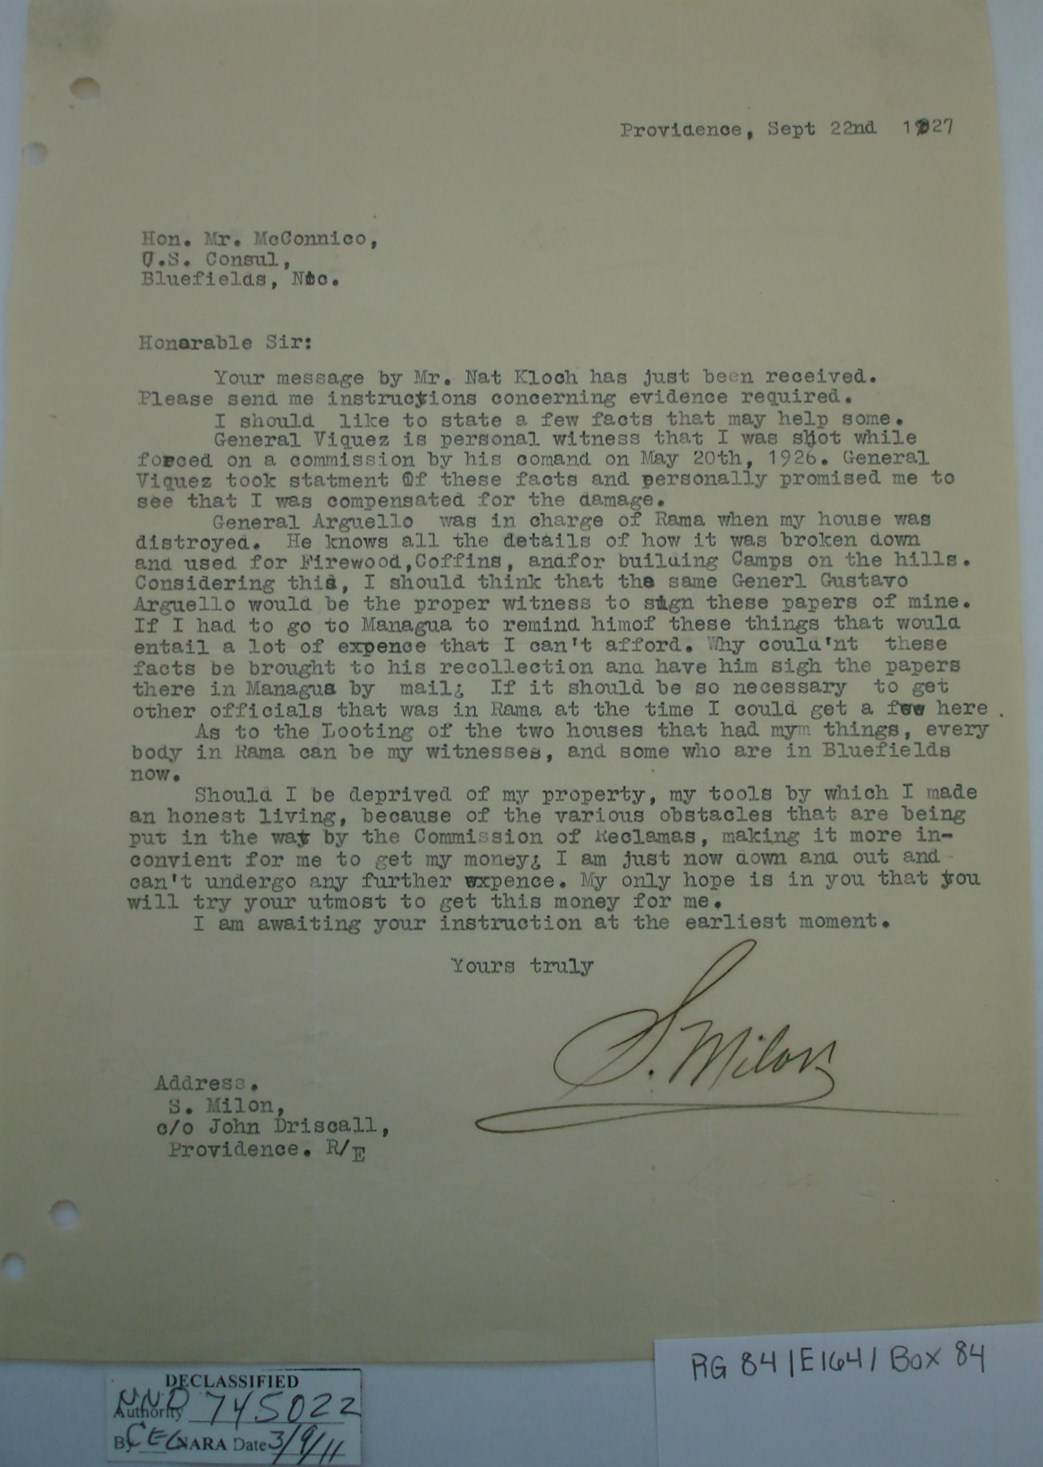 Providence, Sept 22nd 1927
Hon. Mr. McConnico,
U.S. Consul,
Bluefields, Nic.
Honarable Sir:
Your message by Mr. Nat Kloch has just been received.
Please send me instructions concerning evidence required.
I should like to state a few facts that may help some.
General Viquez is personal witness that I was shot while
forced on a commission by his comand on May 20th, 1926. General
Viquez took statment Of these facts and personally promised me to
see that I was compensated for the damage.
General Arguello was in charge of Rama when my house was
distroyed. He knows all the details of how it was broken down
and used for Firewood,Coffins, andfor building Camps on the hills.
Considering this, I should think that the same Generl Gustavo
Arguello would be the proper witness to sign these papers of mine.
If I had to go to Managua to remind himof these things that would
entail a lot of expence that I can't afford. Why could'nt these
facts be brought to his recollection and have him sigh the papers
there in Managua by mail¿ If it should be so necessary to get
other officials that was in Rama at the time I could get a few here .
As to the Looting of the two houses that had mym things, every
body in Rama can be my witnesses, and some who are in Bluefields
now.
Should I be deprived of my property, my tools by which I made
an honest living, because of the various obstacles that are being
put in the way by the Commission of Reclamas, making it more in-
convient for me to get my money¿ I am just now down and out and -
can't undergo any further expence. My only hope is in you that you
will try your utmost to get this money for me.
I am awaiting your instruction at the earliest moment.
Yours truly
S. Milon
Address.
S. Milon,
c/o John Driscall,
Providence. R/E
RG 84/E164/Box 84
DECLASSIFIED
Authority NND 745022
By CEG NARA Date 3/9/11